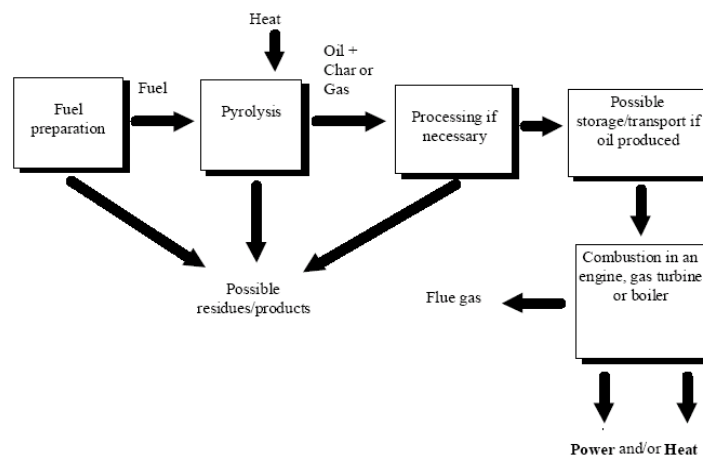 Heat
Oil +
Char or
Gas
Fuel
Fuel
preparation
Pyrolysis
Processing if
necessary
Possible
storage/transport if
oil produced
Possible
residues/products
Flue gas
Combustion in an
engine, gas turbine
or boiler
Power and/or Heat